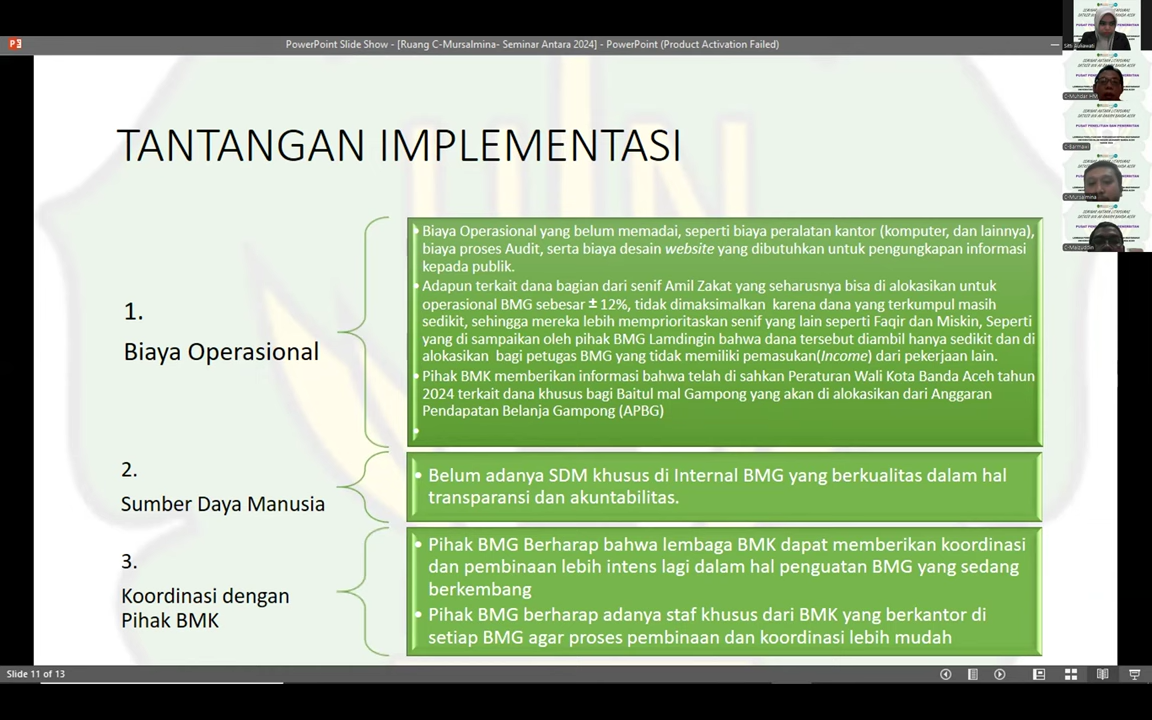 PowerPoint Slide Show - [Ruang C-Mursalmina- Seminar Antara 2024] - PowerPoint (Product Activation Failed)
TANTANGAN IMPLEMENTASI
1.
Biaya Operasional
• Biaya Operasional yang belum memadai, seperti biaya peralatan kantor (komputer, dan lainnya),
biaya proses Audit, serta biaya desain website yang dibutuhkan untuk pengungkapan informasi
kepada publik.
• Adapun terkait dana bagian dari senif Amil Zakat yang seharusnya bisa di alokasikan untuk
operasional BMG sebesar ± 12%, tidak dimaksimalkan karena dana yang terkumpul masih
sedikit, sehingga mereka lebih memprioritaskan senif yang lain seperti Faqir dan Miskin, Seperti
yang di sampaikan oleh pihak BMG Lamdingin bahwa dana tersebut diambil hanya sedikit dan di
alokasikan bagi petugas BMG yang tidak memiliki pemasukan(Income) dari pekerjaan lain.
• Pihak BMK memberikan informasi bahwa telah di sahkan Peraturan Wali Kota Banda Aceh tahun
2024 terkait dana khusus bagi Baitul mal Gampong yang akan di alokasikan dari Anggaran
Pendapatan Belanja Gampong (APBG)
•
2.
Sumber Daya Manusia
• Belum adanya SDM khusus di Internal BMG yang berkualitas dalam hal
transparansi dan akuntabilitas.
3.
Koordinasi dengan
Pihak BMK
• Pihak BMG Berharap bahwa lembaga BMK dapat memberikan koordinasi
dan pembinaan lebih intens lagi dalam hal penguatan BMG yang sedang
berkembang
• Pihak BMG berharap adanya staf khusus dari BMK yang berkantor di
setiap BMG agar proses pembinaan dan koordinasi lebih mudah
Slide 11 of 13
C-Mursalmina